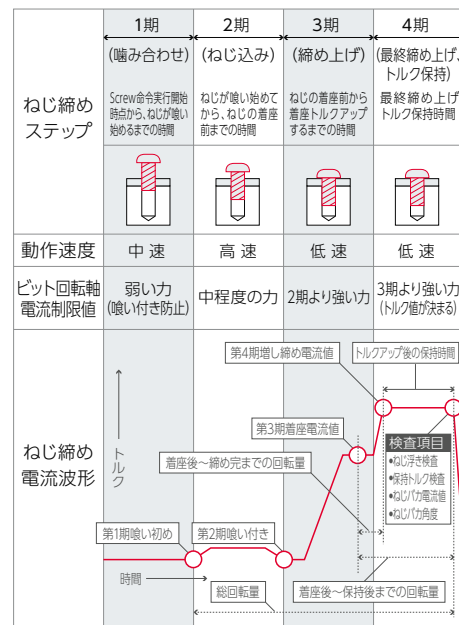 1期
2期
3期
4期
ねじ締め
ステップ
(噛み合わせ)
Screw命令実行開始
時点から、ねじが喰い
始めるまでの時間
(ねじ込み)
ねじが喰い始めて
から、ねじの着座
前までの時間
(締め上げ)
ねじの着座前から
着座トルクアップ
するまでの時間
(最終締め上げ、
トルク保持)
最終締め上げ
トルク保持時間
動作速度
中速
高速
低速
低速
ビット回転軸
電流制限値
弱い力
(喰い付き防止)
中程度の力
2期より強い力
3期より強い力
(トルク値が決まる)
ねじ締め
電流波形
トルク
第4期増し締め電流値
トルクアップ後の保持時間
第3期着座電流値
着座後～締め完までの回転量
検査項目
●ねじ浮き検査
●保持トルク検査
●ねじバカ電流値
●ねじバカ角度
第1期喰い初め
第2期喰い付き
時間
総回転量
着座後～保持後までの回転量